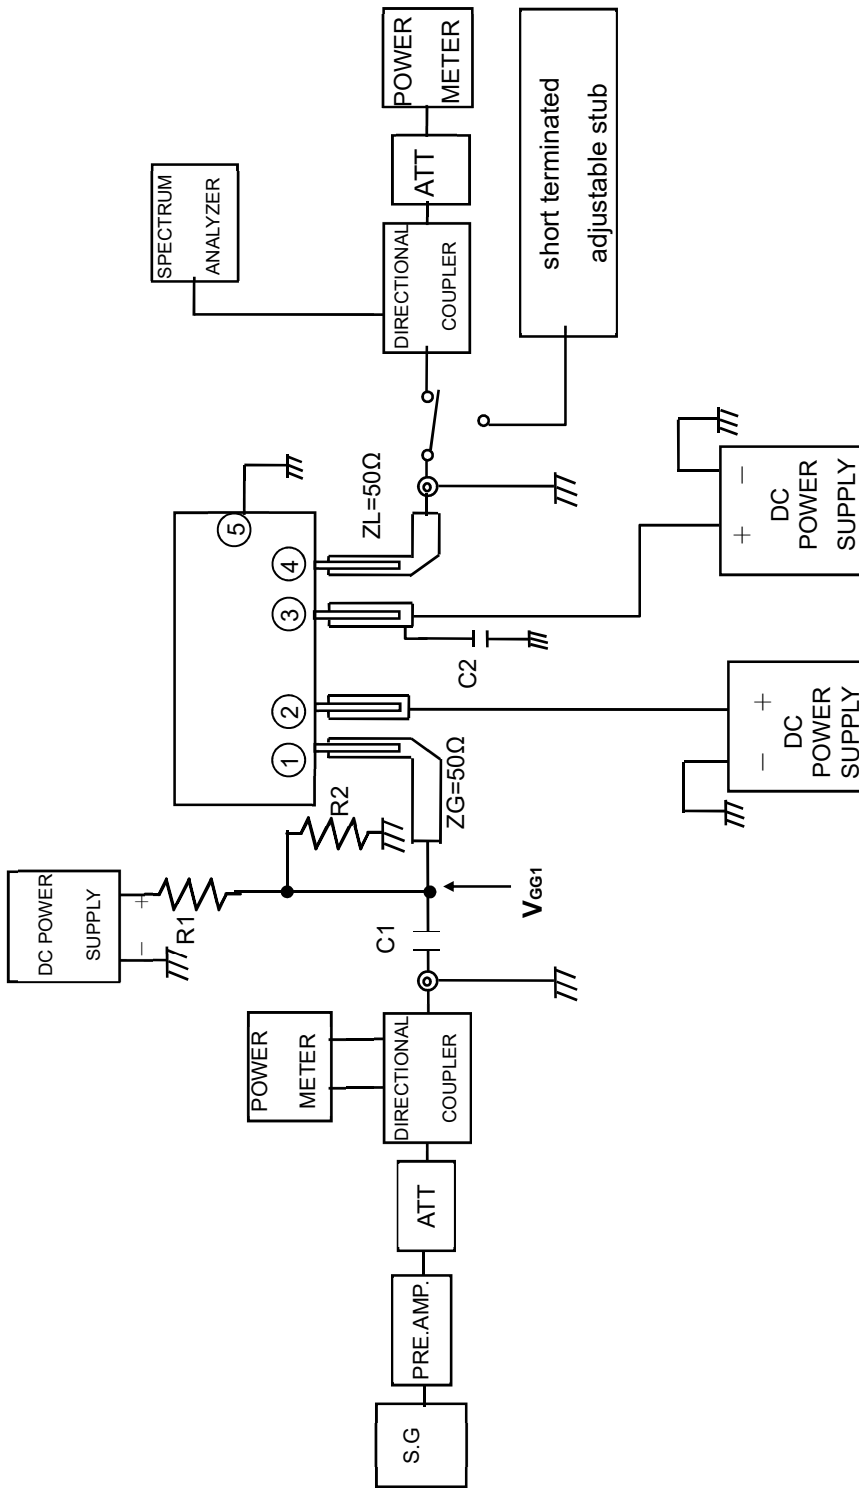 S.G
PRE.AMP.
ATT
DIRECTIONAL
COUPLER
POWER
METER
C1
DC POWER
SUPPLY
+
−
R1
R2
VGG1
ZG=50Ω
1
2
3
4
5
ZL=50Ω
C2
−
+
DC
POWER
SUPPLY
+
−
DC
POWER
SUPPLY
DIRECTIONAL
COUPLER
SPECTRUM
ANALYZER
ATT
POWER
METER
short terminated
adjustable stub